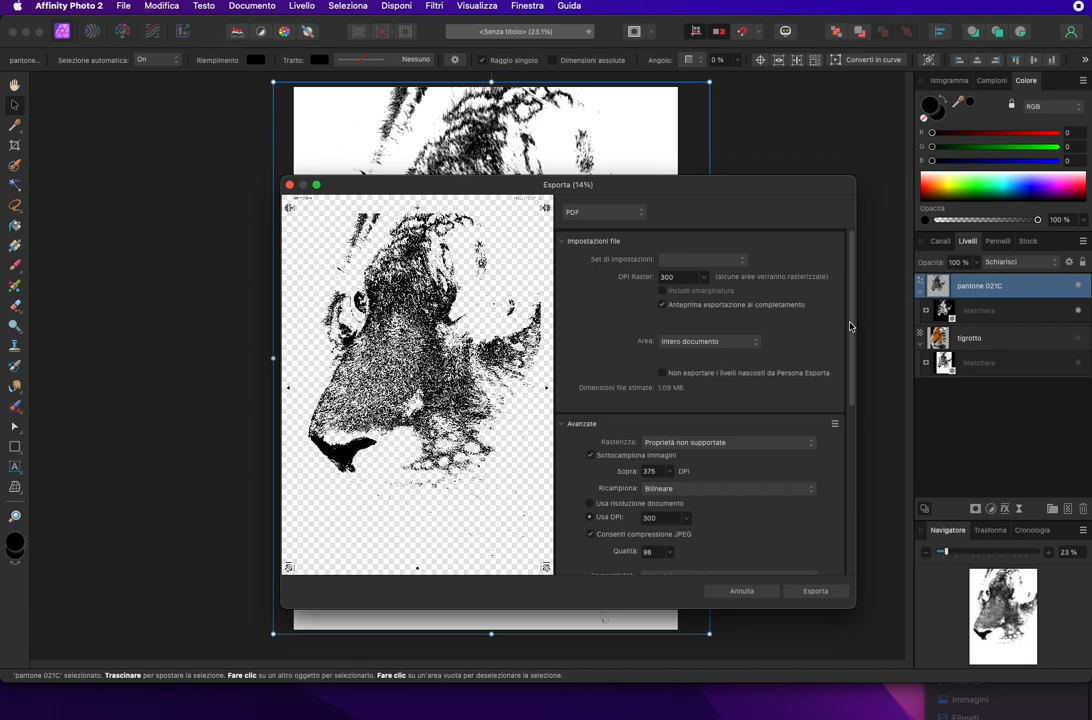 Affinity Photo 2 File Modifica Testo Documento Livello Seleziona Disponi Filtri Visualizza Finestra Guida
<Senza titolo> (23.1%)
pantone... Selezione automatica: On Riempimento Tratto: Nessuno Raggio singolo Dimensioni assolute Angolo: 0 % Converti in curve
Istogramma Campioni Colore
RGB
R 0
G 0
B 0
Opacità
100 %
Canali Livelli Pennelli Stock
Opacità: 100 % Schiarisci
pantone 021C
Maschera
tigrotto
Maschera
Esporta (14%)
PDF
Impostazioni file
Set di impostazioni:
DPI Raster: 300 (alcune aree verranno rasterizzate)
Includi smarginatura
Anteprima esportazione al completamento
Area: Intero documento
Non esportare i livelli nascosti da Persona Esporta
Dimensioni file stimate: 1.09 MB
Avanzate
Rasterizza: Proprietà non supportate
Sottocampiona immagini
Sopra: 375 DPI
Ricampiona: Bilineare
Usa risoluzione documento
Usa DPI: 300
Consenti compressione JPEG
Qualità: 98
Annulla Esporta
Navigatore Trasforma Cronologia
23 %
'pantone 021C' selezionato. Trascinare per spostare la selezione. Fare clic su un altro oggetto per selezionarlo. Fare clic su un'area vuota per deselezionare la selezione.
Immagini
Filmati